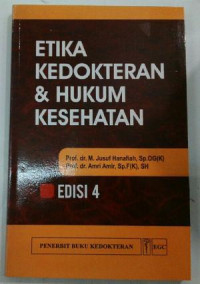 ETIKA
KEDOKTERAN
& HUKUM
KESEHATAN
Prof. dr. M. Jusuf Hanafiah, Sp.OG(K)
Prof. dr. Amri Amir, Sp.F(K), SH
EDISI 4
PENERBIT BUKU KEDOKTERAN
EGC